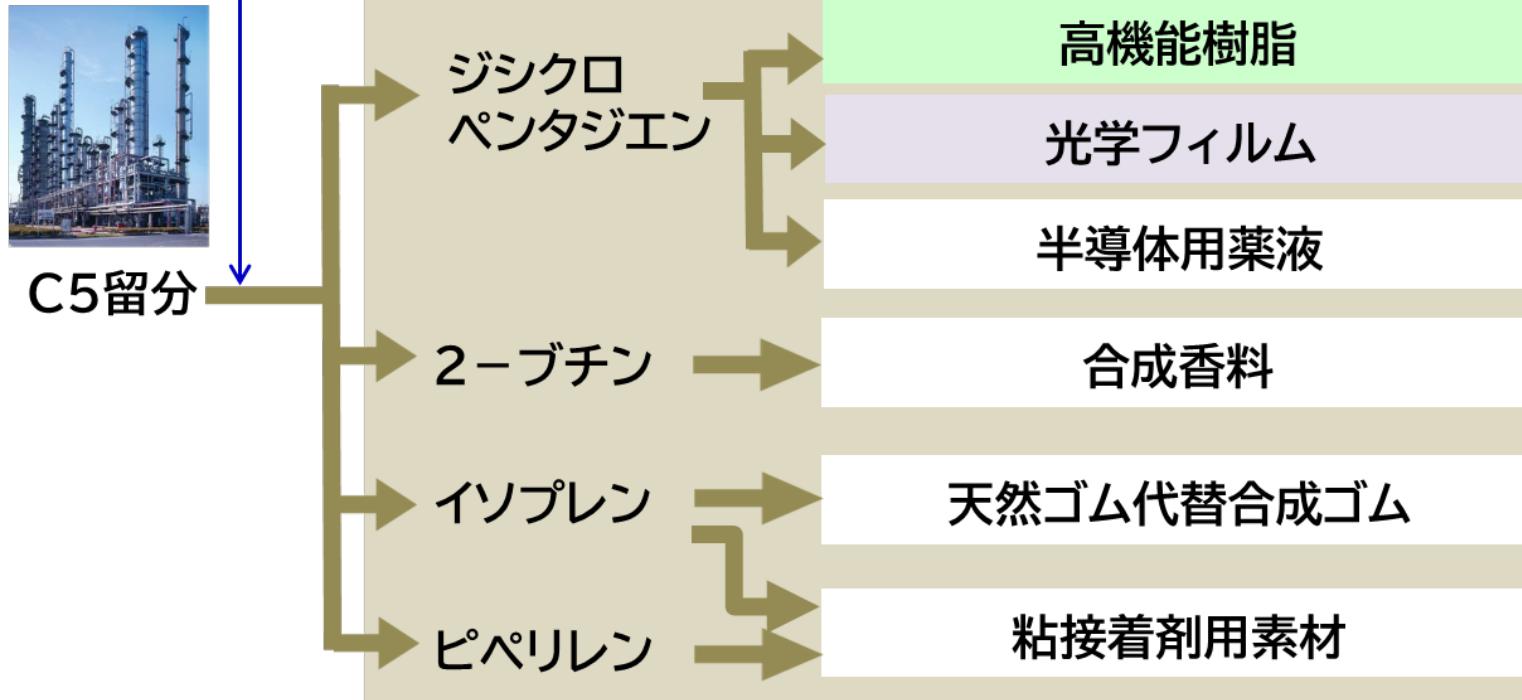 ジシクロ
ペンタジエン
高機能樹脂
光学フィルム
半導体用薬液
C5留分
2－ブチン
合成香料
イソプレン
天然ゴム代替合成ゴム
ピペリレン
粘接着剤用素材